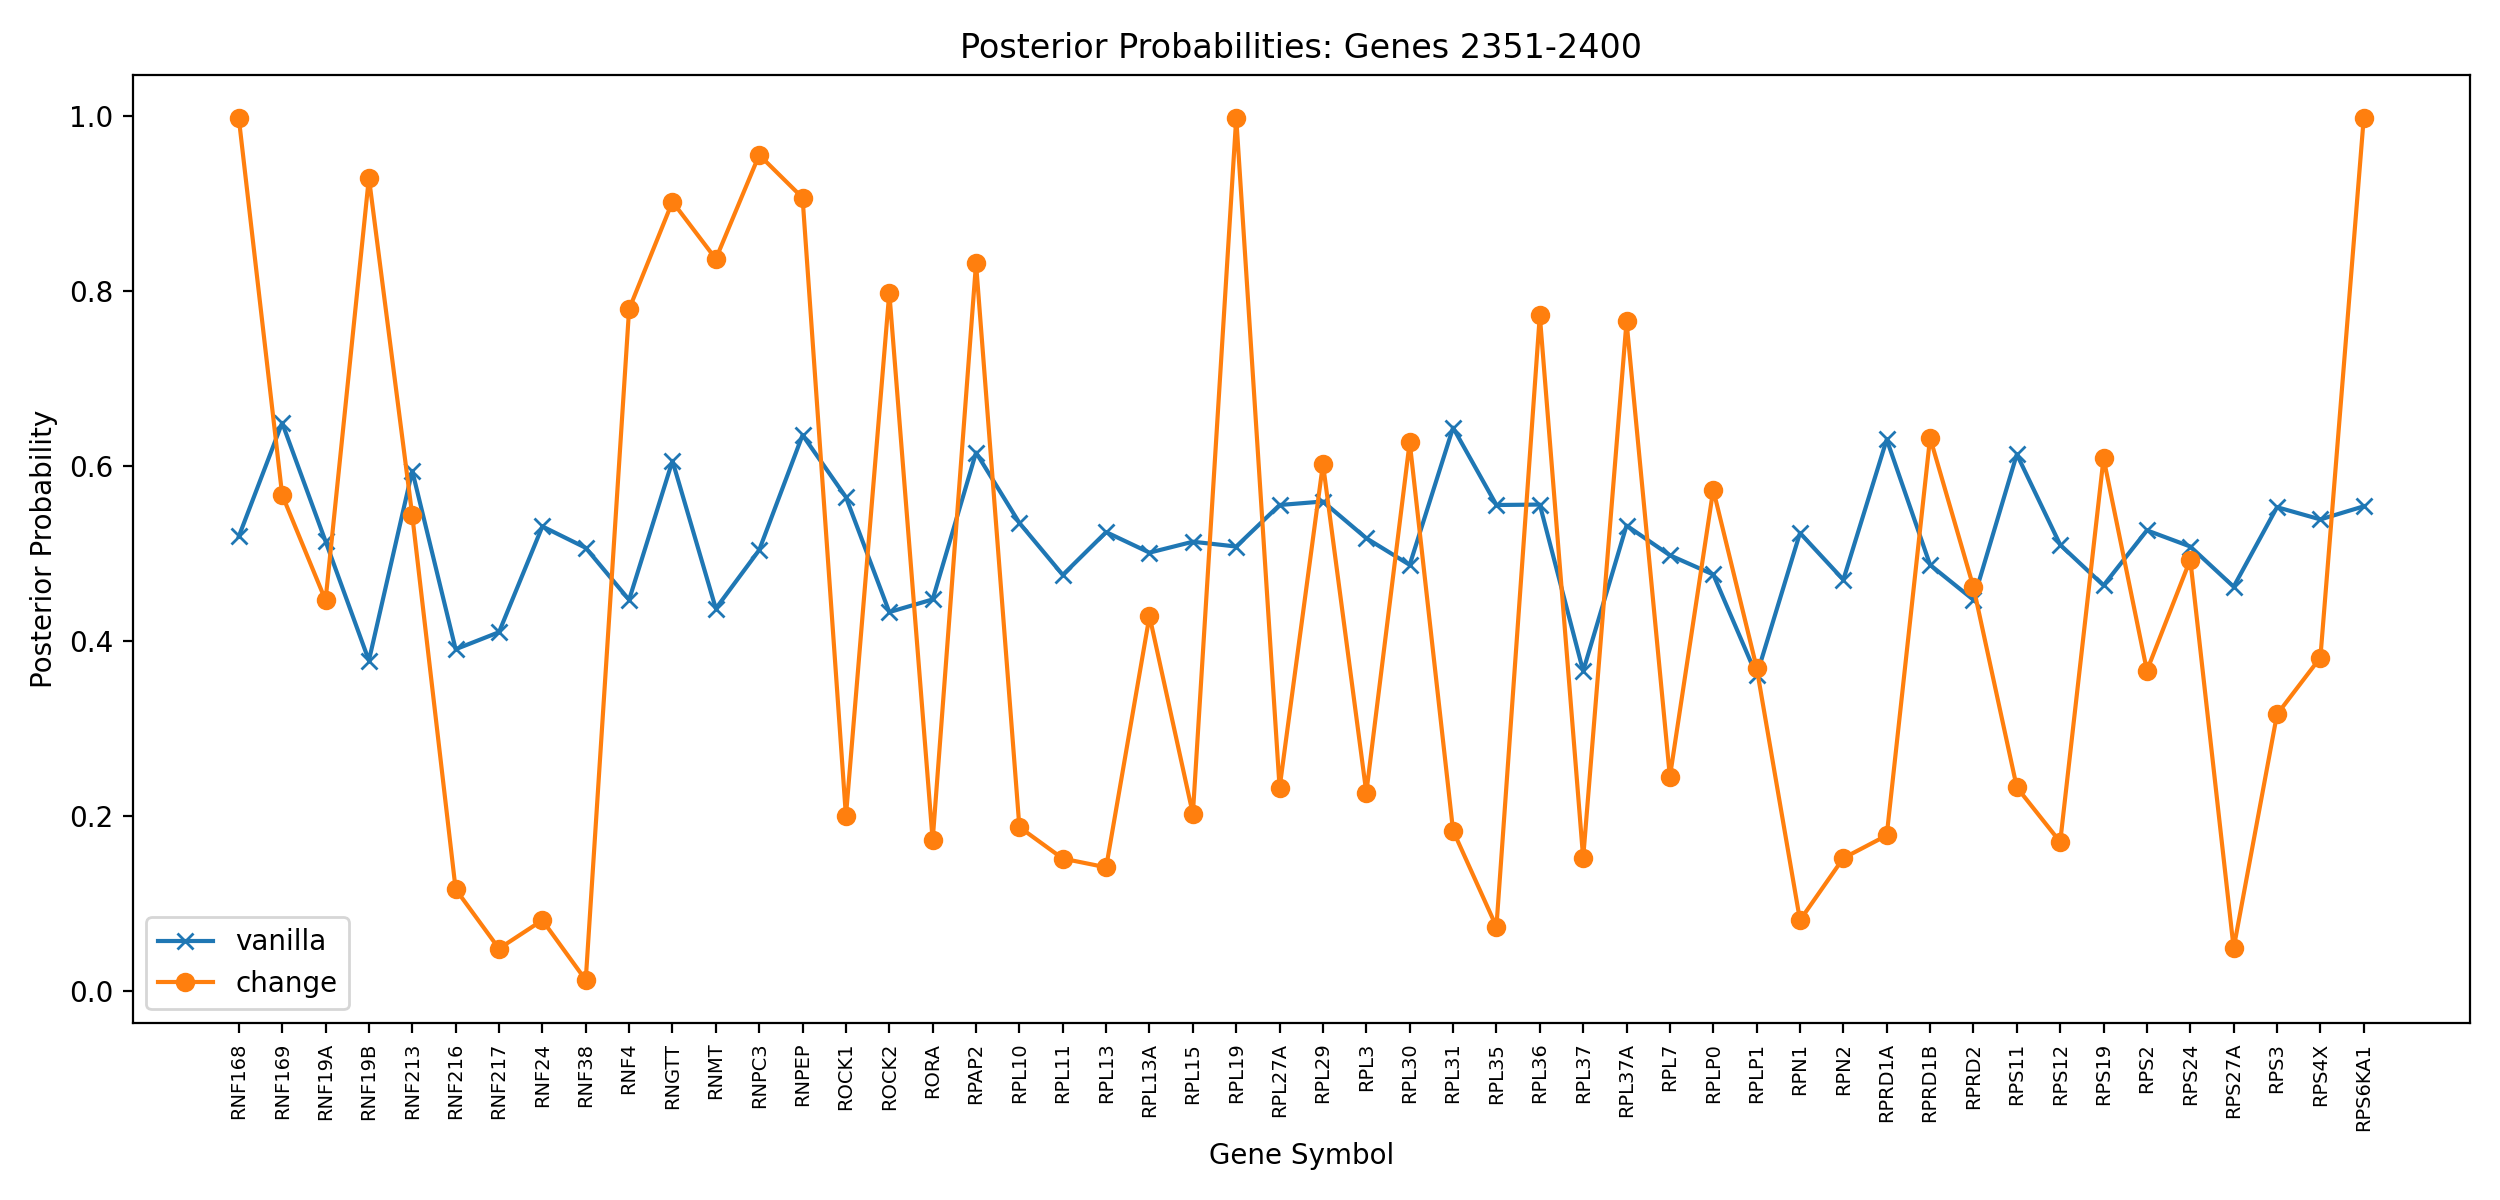 Posterior Probabilities: Genes 2351-2400
Posterior Probability
1.0
0.8
0.6
0.4
0.2
0.0
vanilla
change
RNF168
RNF169
RNF19A
RNF19B
RNF213
RNF216
RNF217
RNF24
RNF38
RNF4
RNGTT
RNMT
RNPC3
RNPEP
ROCK1
ROCK2
RORA
RPAP2
RPL10
RPL11
RPL13
RPL13A
RPL15
RPL19
RPL27A
RPL29
RPL3
RPL30
RPL31
RPL35
RPL36
RPL37
RPL37A
RPL7
RPLP0
RPLP1
RPN1
RPN2
RPRD1A
RPRD1B
RPRD2
RPS11
RPS12
RPS19
RPS2
RPS24
RPS27A
RPS3
RPS4X
RPS6KA1
Gene Symbol